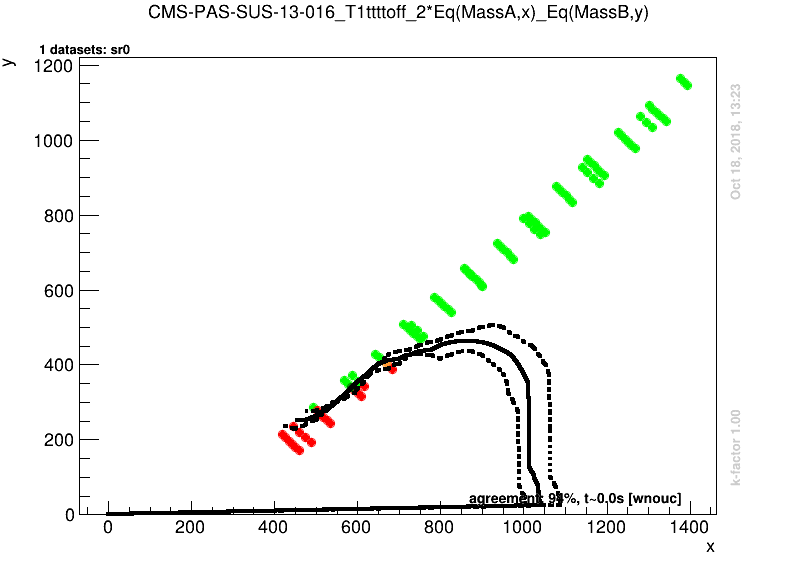 CMS-PAS-SUS-13-016_T1ttttoff_2*Eq(MassA,x)_Eq(MassB,y)
1 datasets: sr0
y
1200
1000
800
600
400
200
0
0 200 400 600 800 1000 1200 1400
x
agreement: 94%, t~0.0s [wnouc]
Oct 18, 2018, 13:23
k-factor 1.00